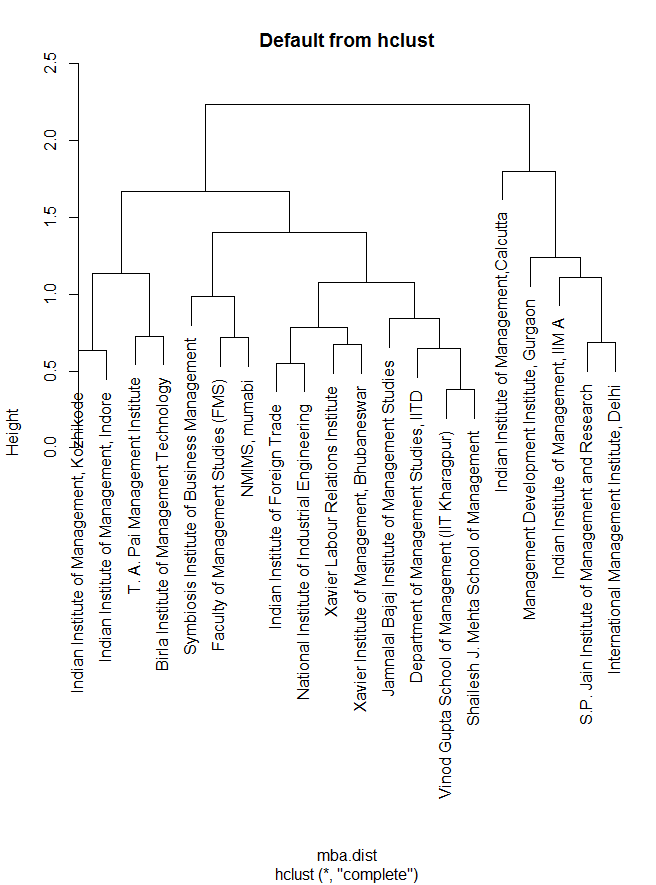 Default from hclust
Height
2.5
2.0
1.5
1.0
0.5
0.0
Indian Institute of Management, Kozhikode
Indian Institute of Management, Indore
T. A. Pai Management Institute
Birla Institute of Management Technology
Symbiosis Institute of Business Management
Faculty of Management Studies (FMS)
NMIMS, mumabi
Indian Institute of Foreign Trade
National Institute of Industrial Engineering
Xavier Labour Relations Institute
Xavier Institute of Management, Bhubaneswar
Jamnalal Bajaj Institute of Management Studies
Department of Management Studies, IITD
Vinod Gupta School of Management (IIT Kharagpur)
Shailesh J. Mehta School of Management
Indian Institute of Management,Calcutta
Management Development Institute, Gurgaon
Indian Institute of Management, IIM A
S.P. Jain Institute of Management and Research
International Management Institute, Delhi
mba.dist
hclust (*, "complete")